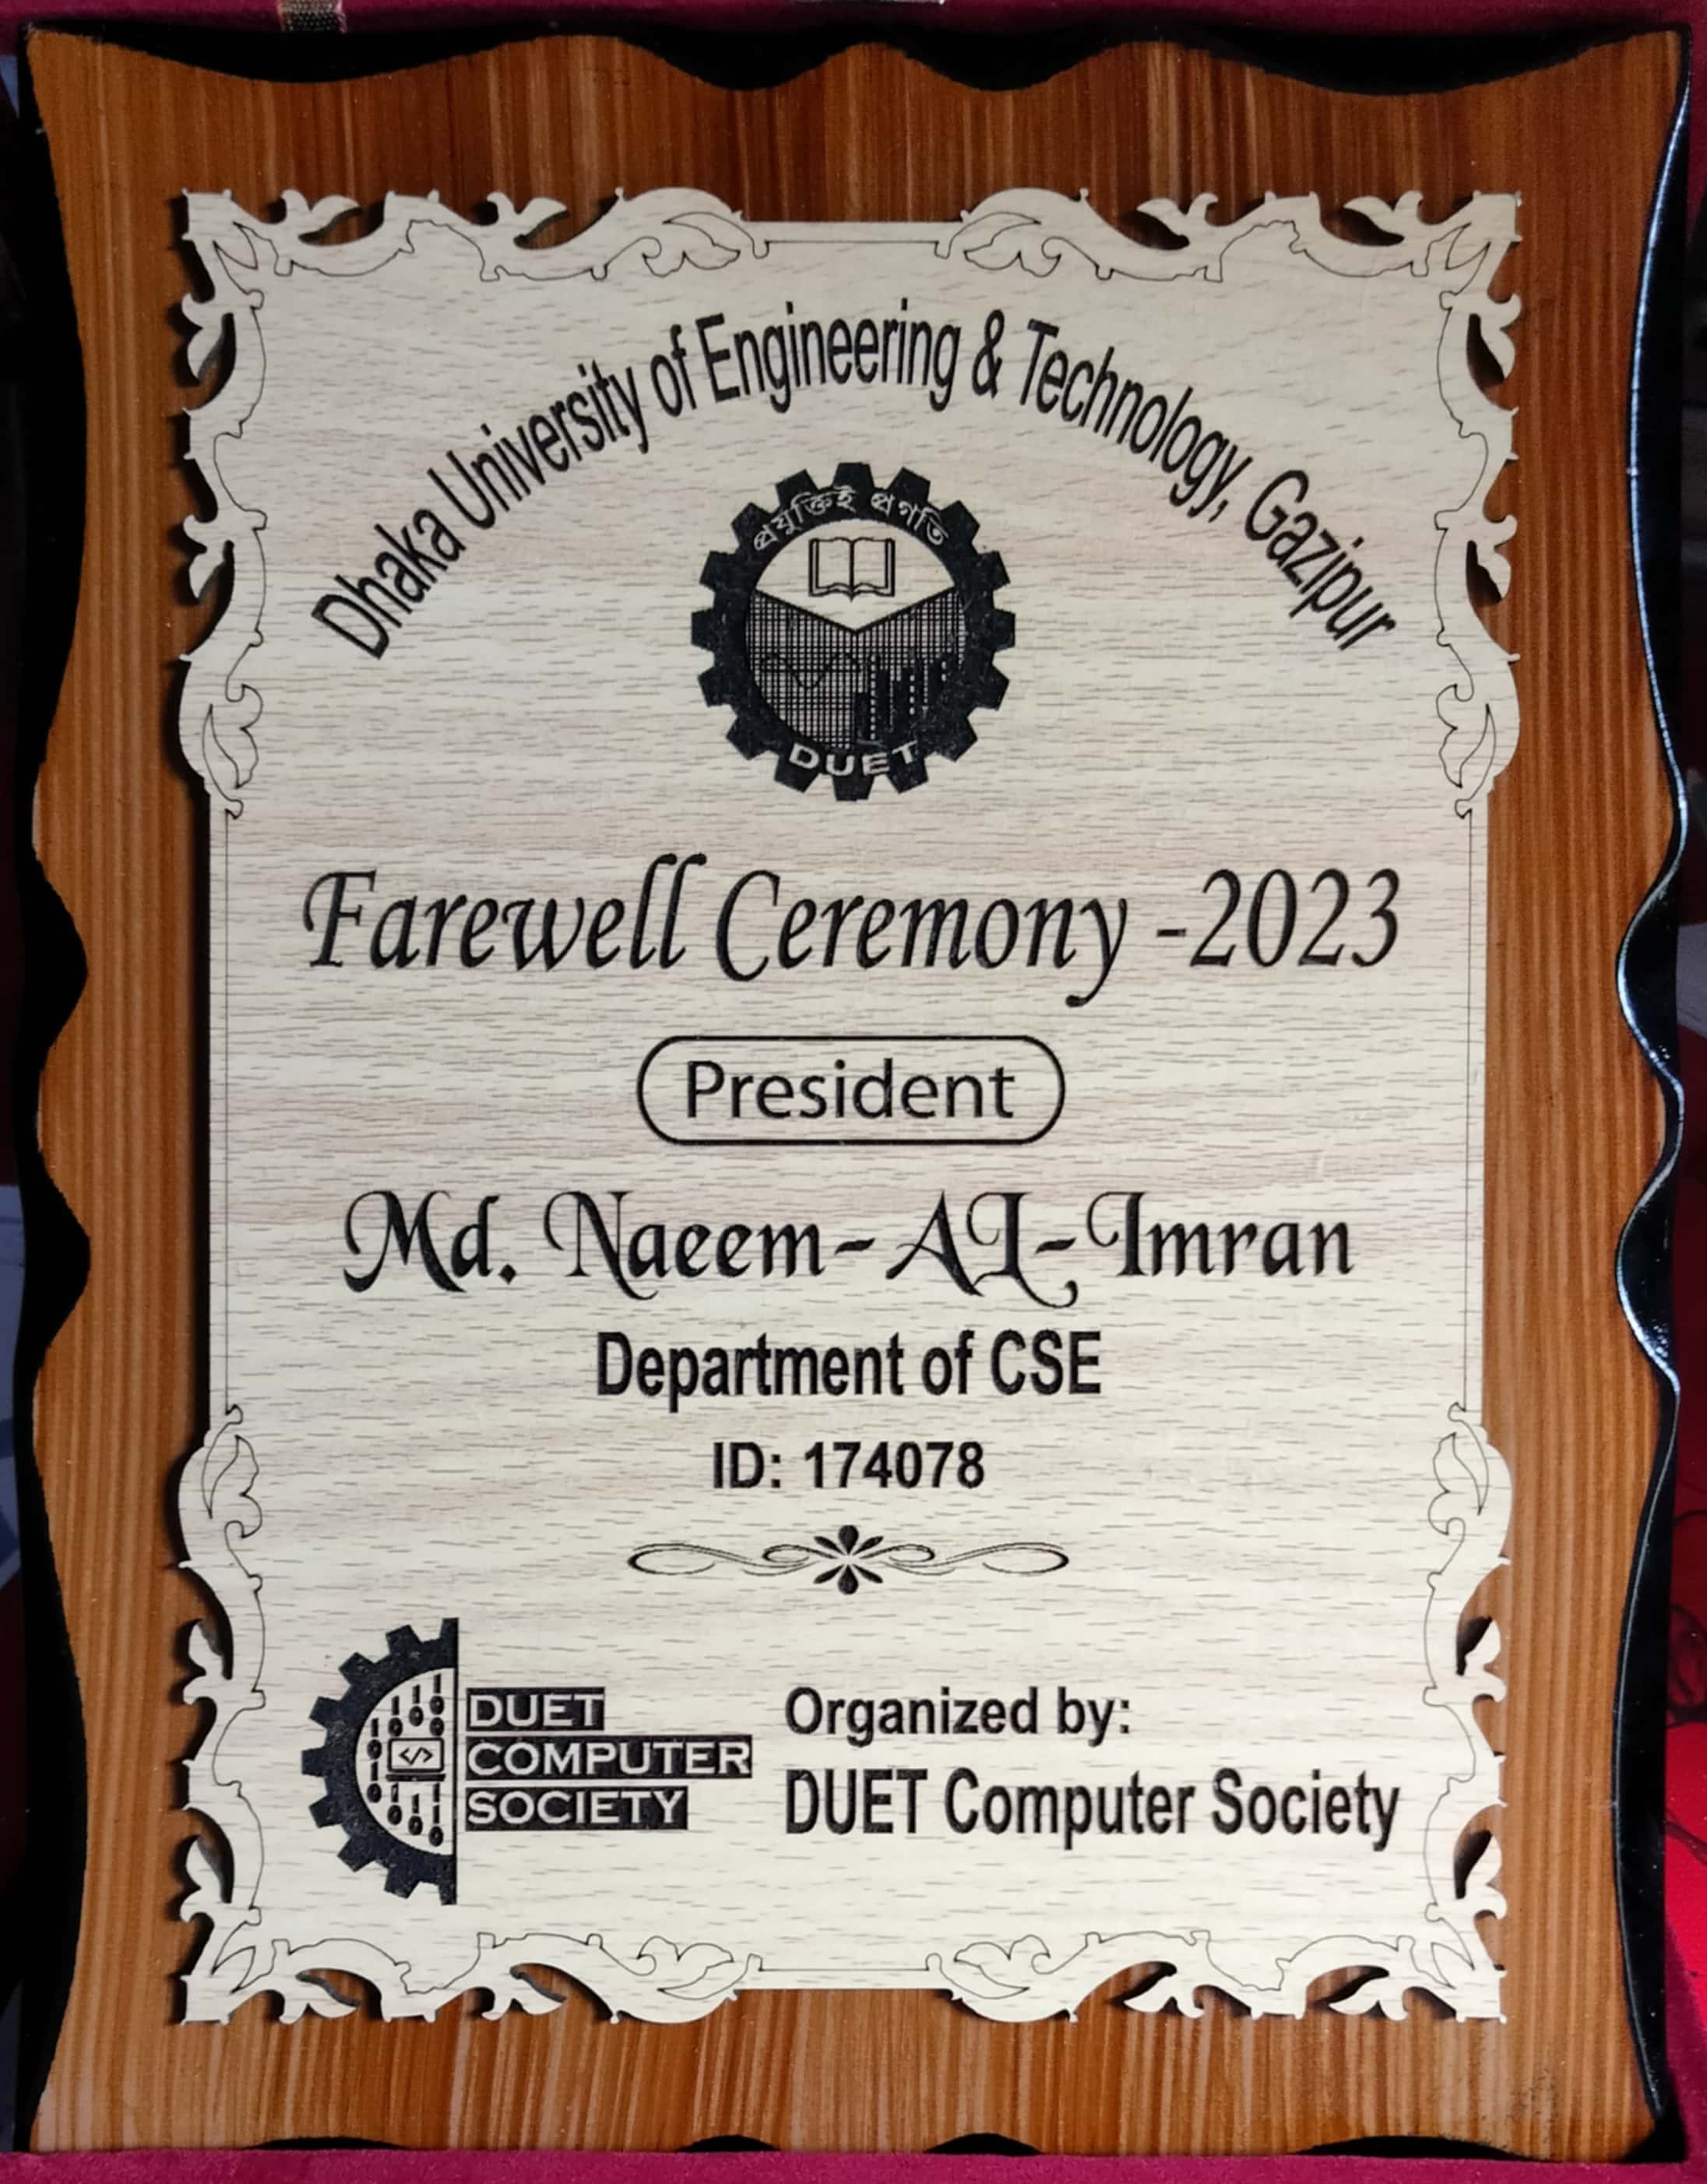 Dhaka University of Engineering & Technology, Gazipur
প্রযুক্তিই প্রগতি
DUET
Farewell Ceremony -2023
President
Md. Naeem-AL-Imran
Department of CSE
ID: 174078
DUET
COMPUTER
SOCIETY
</>
Organized by:
DUET Computer Society